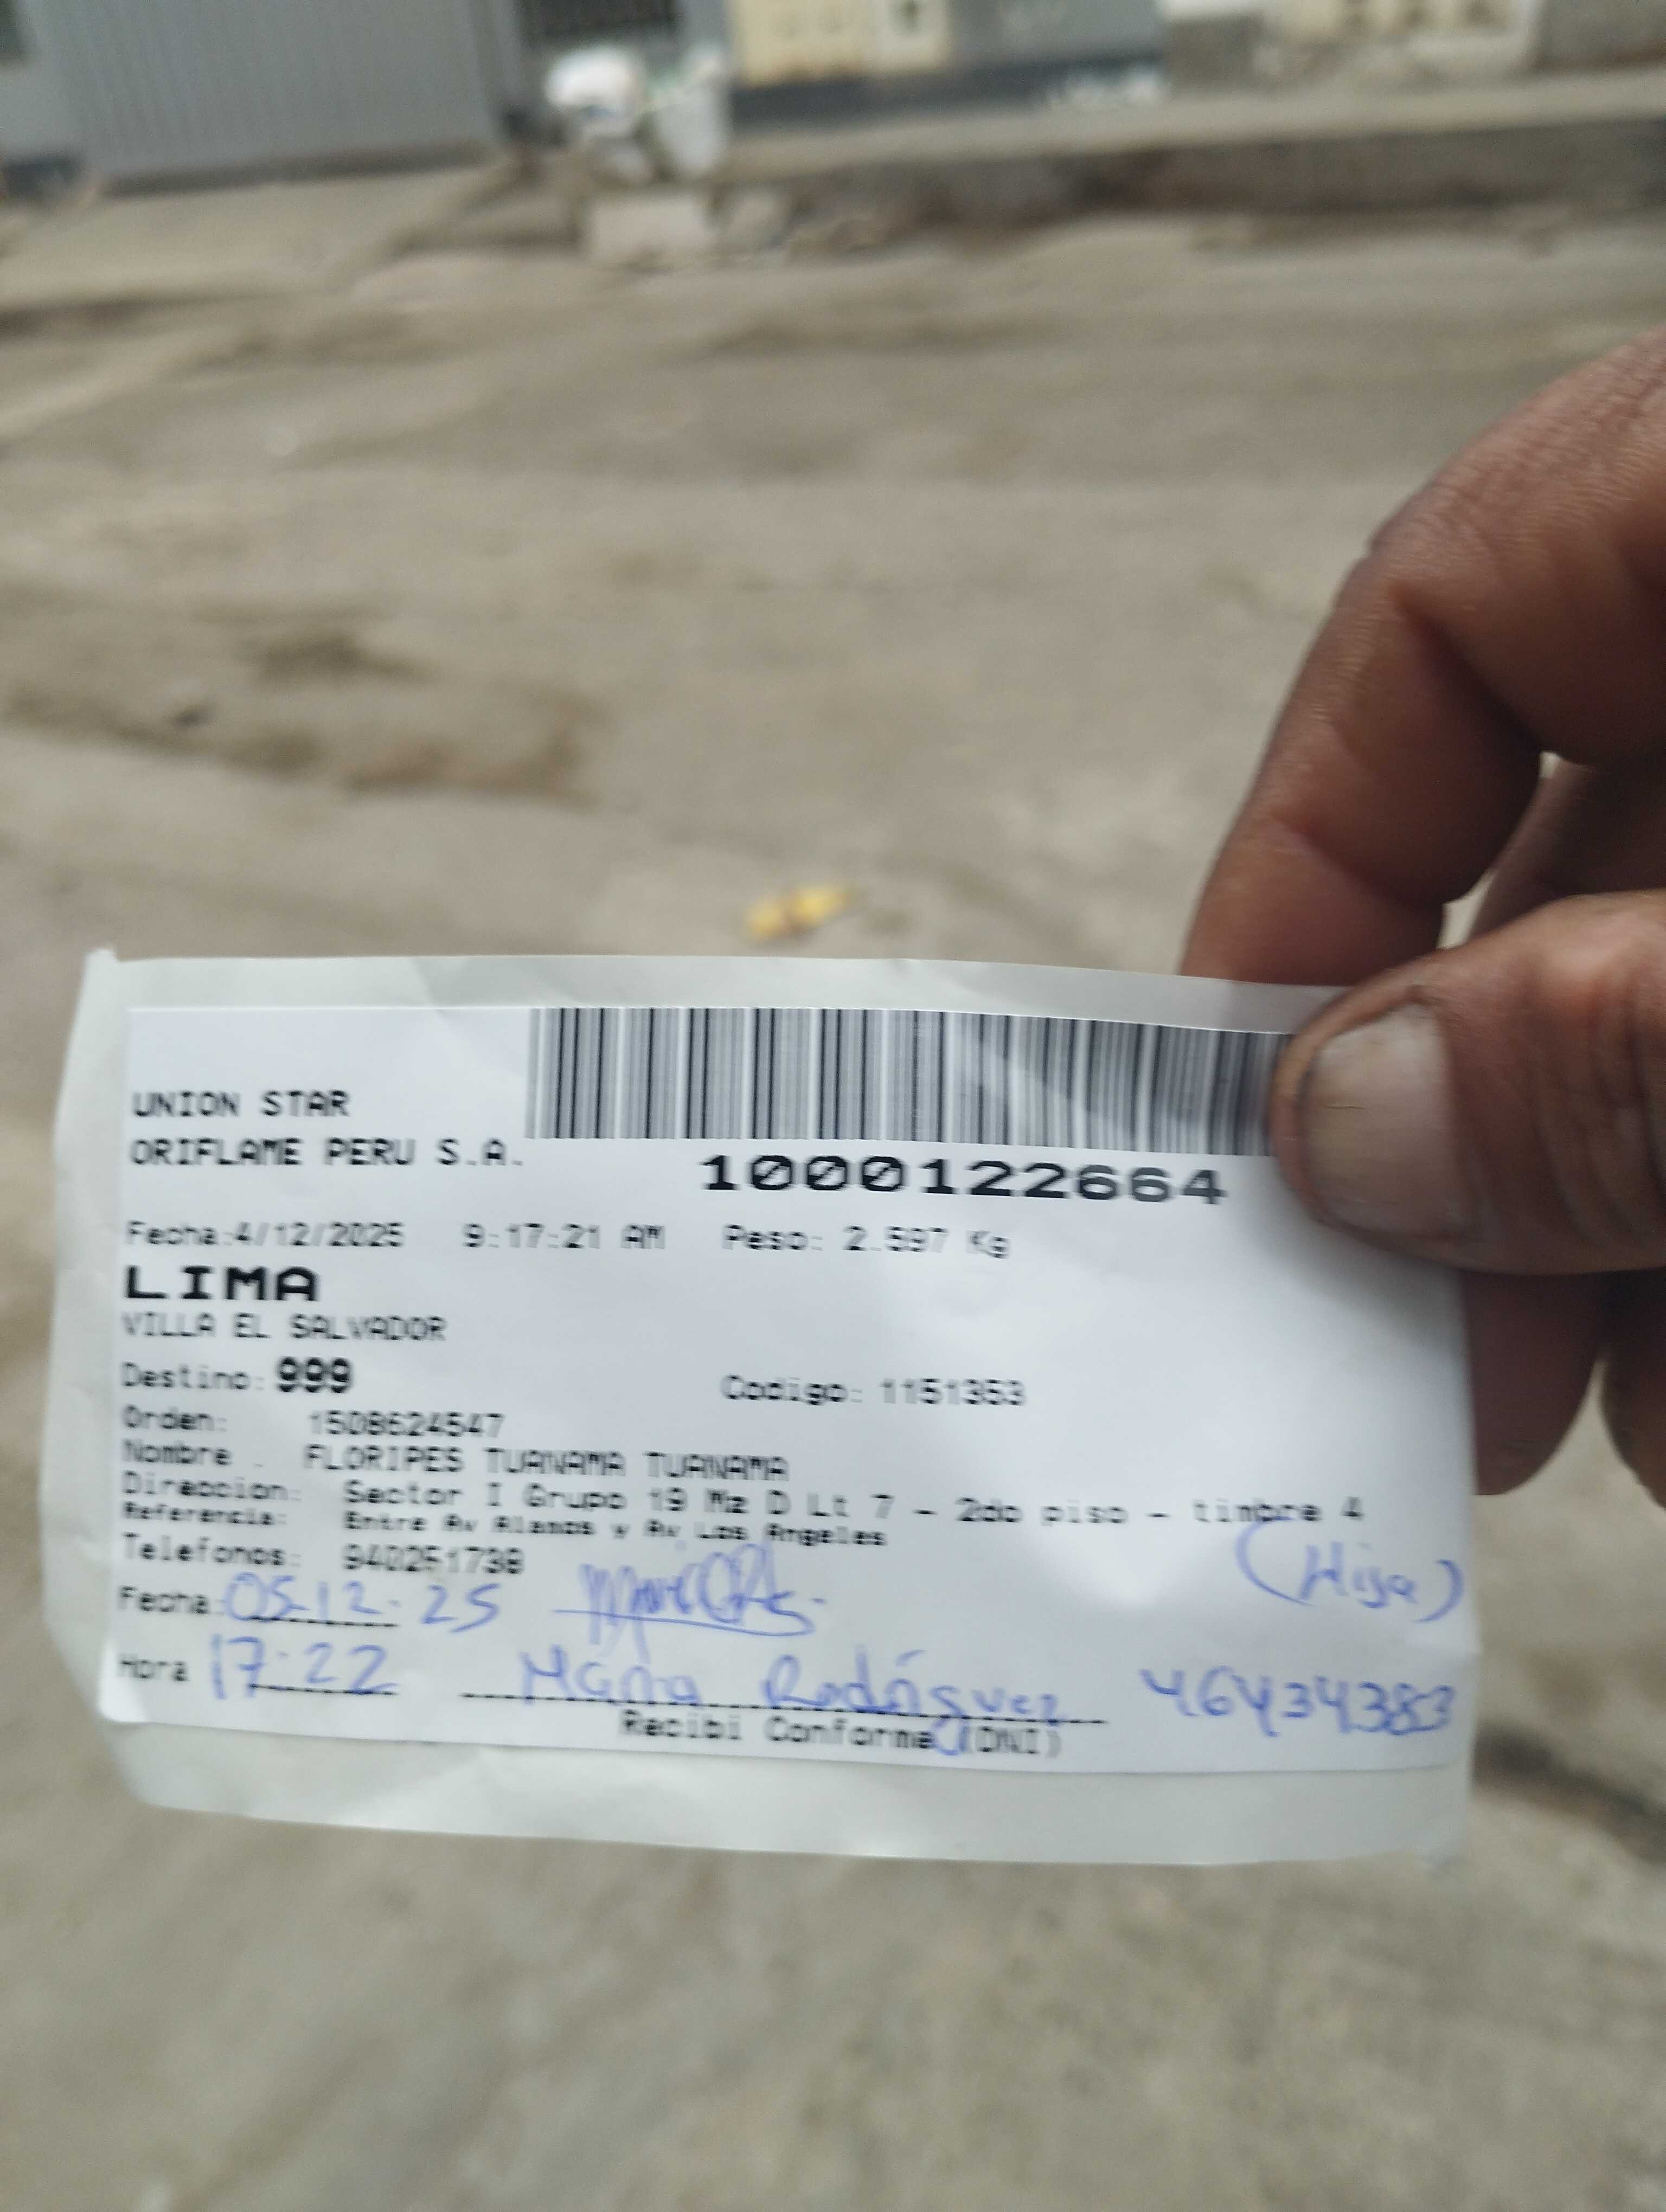 UNION STAR
ORIFLAME PERU S.A.
1000122664
Fecha:4/12/2025 9:17:21 AM Peso: 2.597 Kg
LIMA
VILLA EL SALVADOR
Destino: 999 Codigo: 1151353
Orden: 1508624547
Nombre . FLORIPES TUANAMA TUANAMA
Direccion: Sector I Grupo 19 Mz D Lt 7 - 2do piso - timbre 4
Referencia: Entre Av Alamos y Av Los Angeles
Telefonos: 940251739
(Hija)
Fecha: 05-12-25
Hora 17:22 Maria Rodríguez 46434383
Recibi Conforme (DNI)